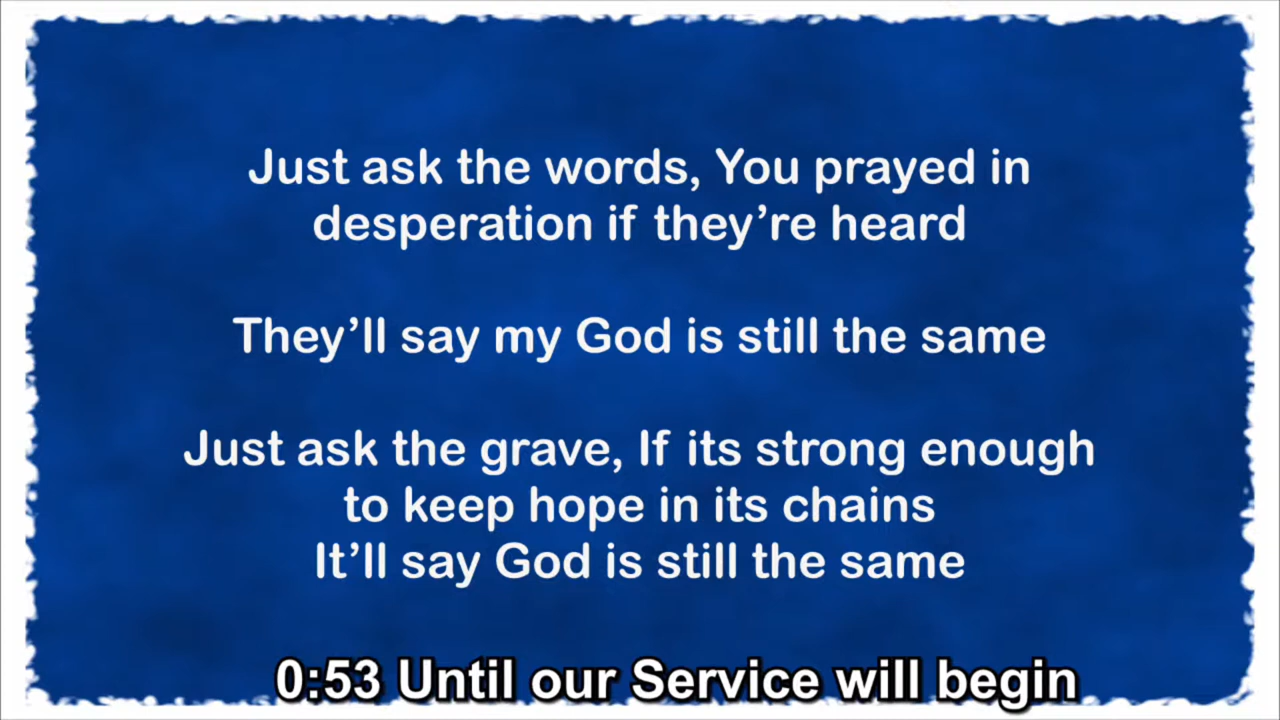 Just ask the words, You prayed in
desperation if they’re heard
They’ll say my God is still the same
Just ask the grave, If its strong enough
to keep hope in its chains
It’ll say God is still the same
0:53 Until our Service will begin